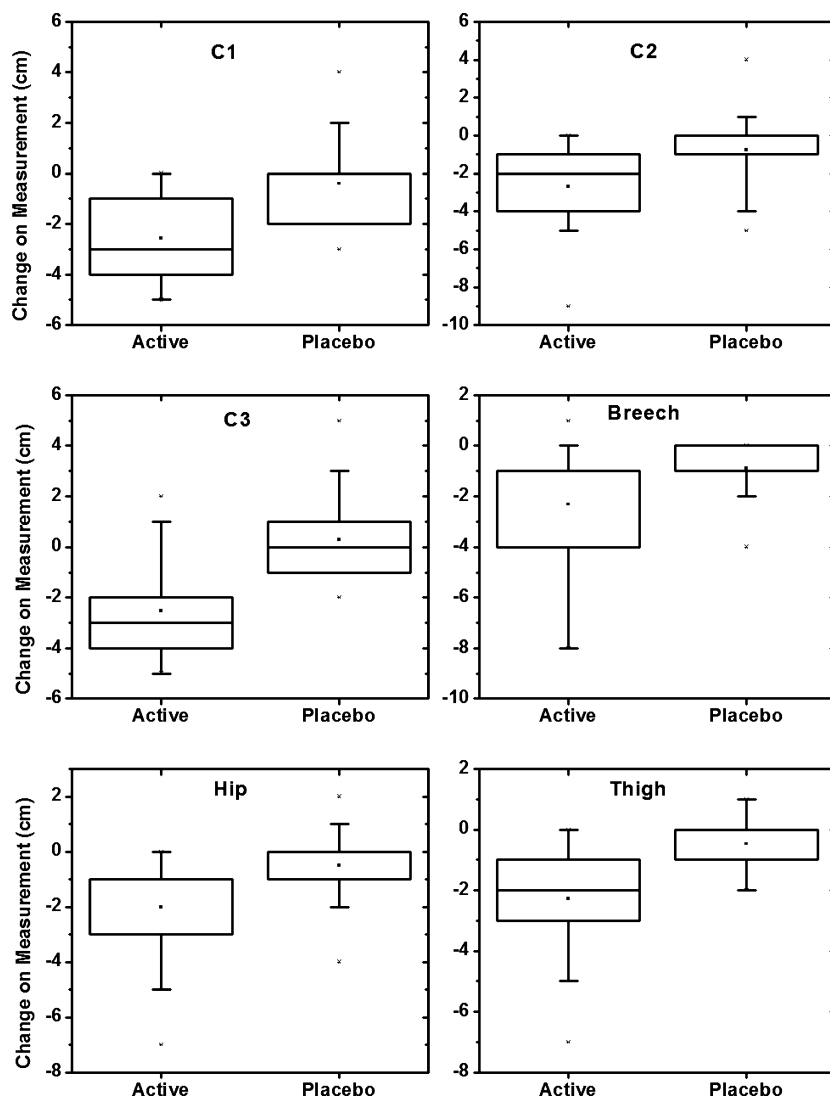 C1
Change on Measurement (cm)
6
4
2
0
-2
-4
-6
Active Placebo
C2
6
4
2
0
-2
-4
-6
-8
-10
Active Placebo
C3
Change on Measurement (cm)
6
4
2
0
-2
-4
-6
Active Placebo
Breech
2
0
-2
-4
-6
-8
-10
Active Placebo
Hip
Change on Measurement (cm)
2
0
-2
-4
-6
-8
Active Placebo
Thigh
2
0
-2
-4
-6
-8
Active Placebo